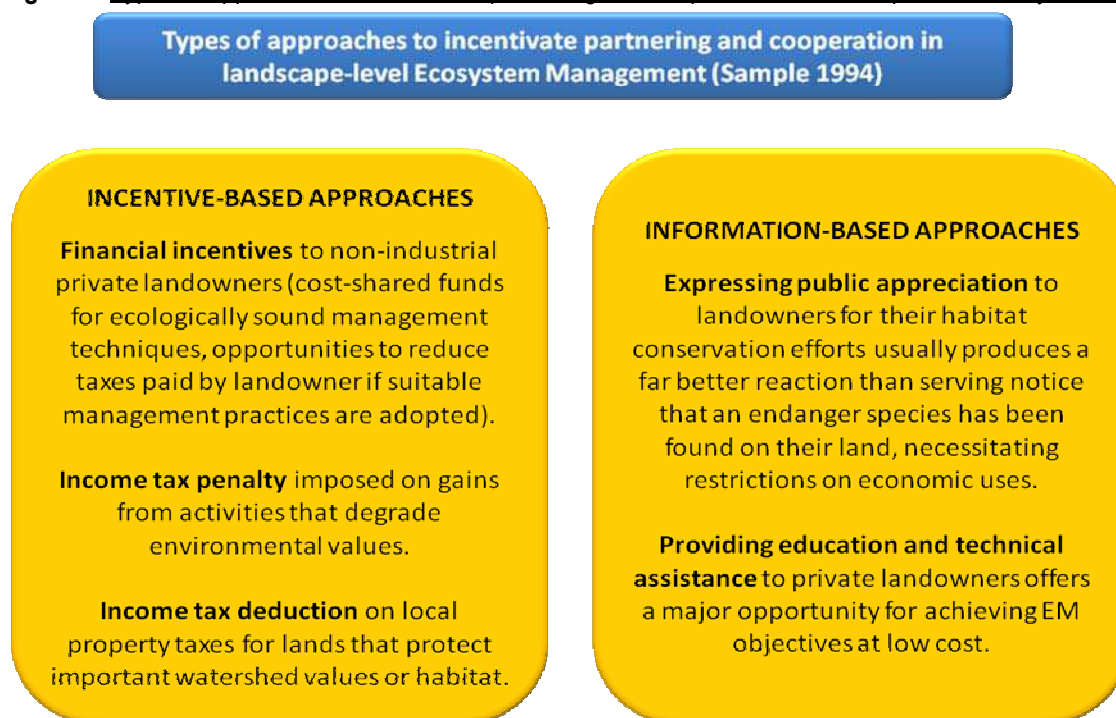 Types of approaches to incentivate partnering and cooperation in
landscape-level Ecosystem Management (Sample 1994)
INCENTIVE-BASED APPROACHES
Financial incentives to non-industrial
private landowners (cost-shared funds
for ecologically sound management
techniques, opportunities to reduce
taxes paid by landowner if suitable
management practices are adopted).
Income tax penalty imposed on gains
from activities that degrade
environmental values.
Income tax deduction on local
property taxes for lands that protect
important watershed values or habitat.
INFORMATION-BASED APPROACHES
Expressing public appreciation to
landowners for their habitat
conservation efforts usually produces a
far better reaction than serving notice
that an endanger species has been
found on their land, necessitating
restrictions on economic uses.
Providing education and technical
assistance to private landowners offers
a major opportunity for achieving EM
objectives at low cost.